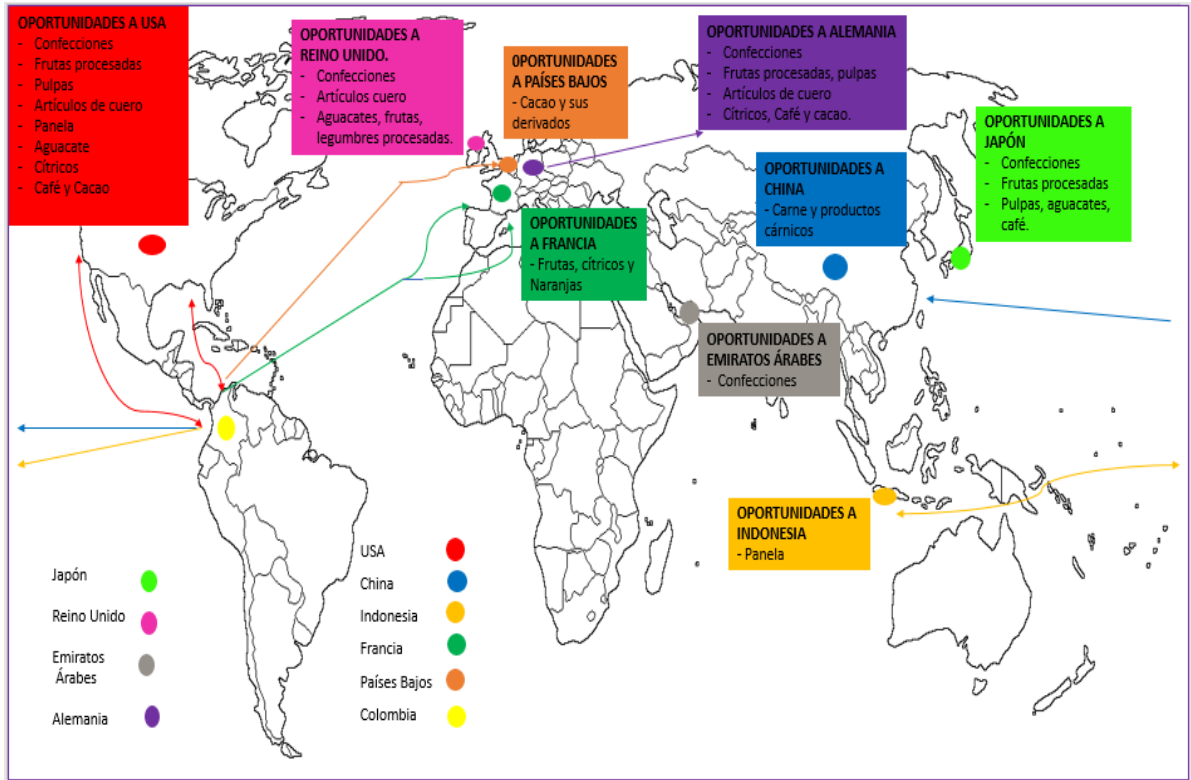 OPORTUNIDADES A USA
- Confecciones
- Frutas procesadas
- Pulpas
- Artículos de cuero
- Panela
- Aguacate
- Cítricos
- Café y Cacao
OPORTUNIDADES A
REINO UNIDO.
- Confecciones
- Artículos cuero
- Aguacates, frutas,
legumbres procesadas.
0PORTUNIDADES
A PAÍSES BAJOS
- Cacao y sus
derivados
OPORTUNIDADES A ALEMANIA
- Confecciones
- Frutas procesadas, pulpas
- Artículos de cuero
- Cítricos, Café y cacao.
OPORTUNIDADES A
JAPÓN
- Confecciones
- Frutas procesadas
- Pulpas, aguacates,
café.
OPORTUNIDADES A
CHINA
- Carne y productos
cárnicos
OPORTUNIDADES
A FRANCIA
- Frutas, cítricos y
Naranjas
OPORTUNIDADES A
EMIRATOS ÁRABES
- Confecciones
OPORTUNIDADES A
INDONESIA
- Panela
Japón
Reino Unido
Emiratos
Árabes
Alemania
USA
China
Indonesia
Francia
Países Bajos
Colombia